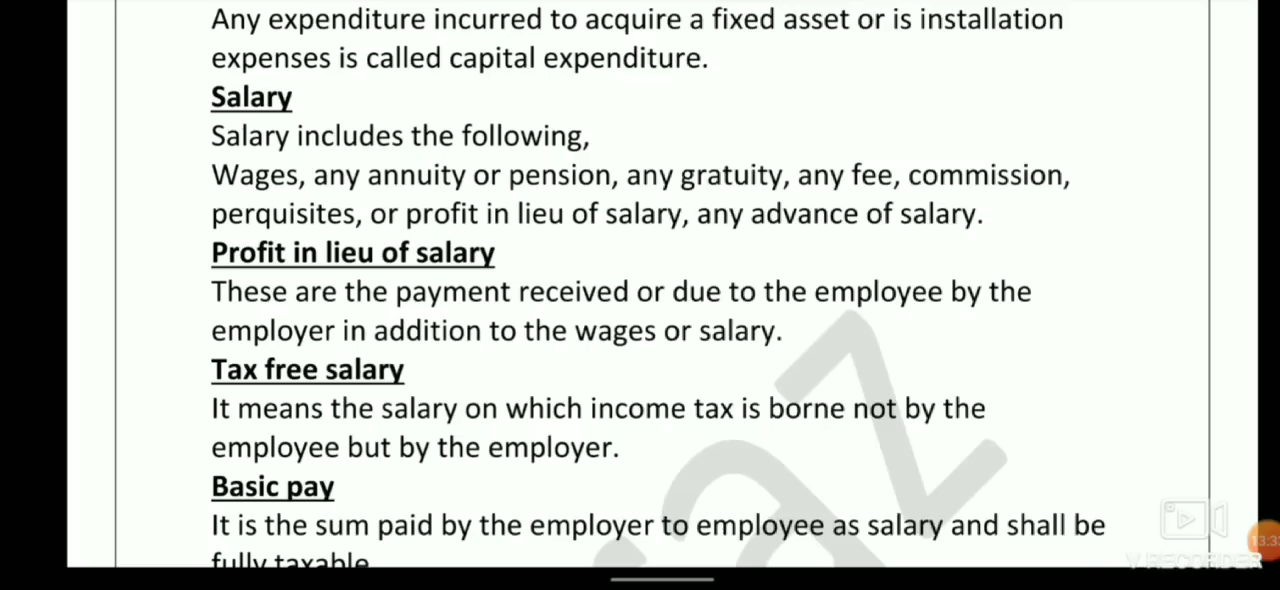 Any expenditure incurred to acquire a fixed asset or is installation
expenses is called capital expenditure.
Salary
Salary includes the following,
Wages, any annuity or pension, any gratuity, any fee, commission,
perquisites, or profit in lieu of salary, any advance of salary.
Profit in lieu of salary
These are the payment received or due to the employee by the
employer in addition to the wages or salary.
Tax free salary
It means the salary on which income tax is borne not by the
employee but by the employer.
Basic pay
It is the sum paid by the employer to employee as salary and shall be
fully taxable
V RECORDER